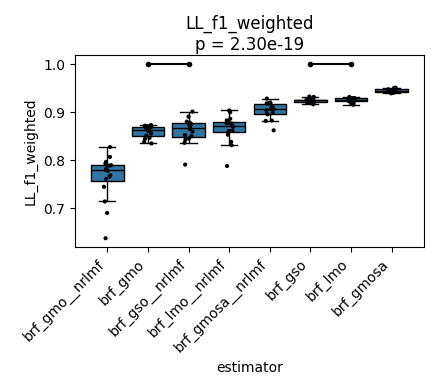 LL_f1_weighted
p = 2.30e-19
LL_f1_weighted
1.0
0.9
0.8
0.7
brf_gmo__nrlmf
brf_gmo
brf_gso__nrlmf
brf_lmo__nrlmf
brf_gmosa__nrlmf
brf_gso
brf_lmo
brf_gmosa
estimator